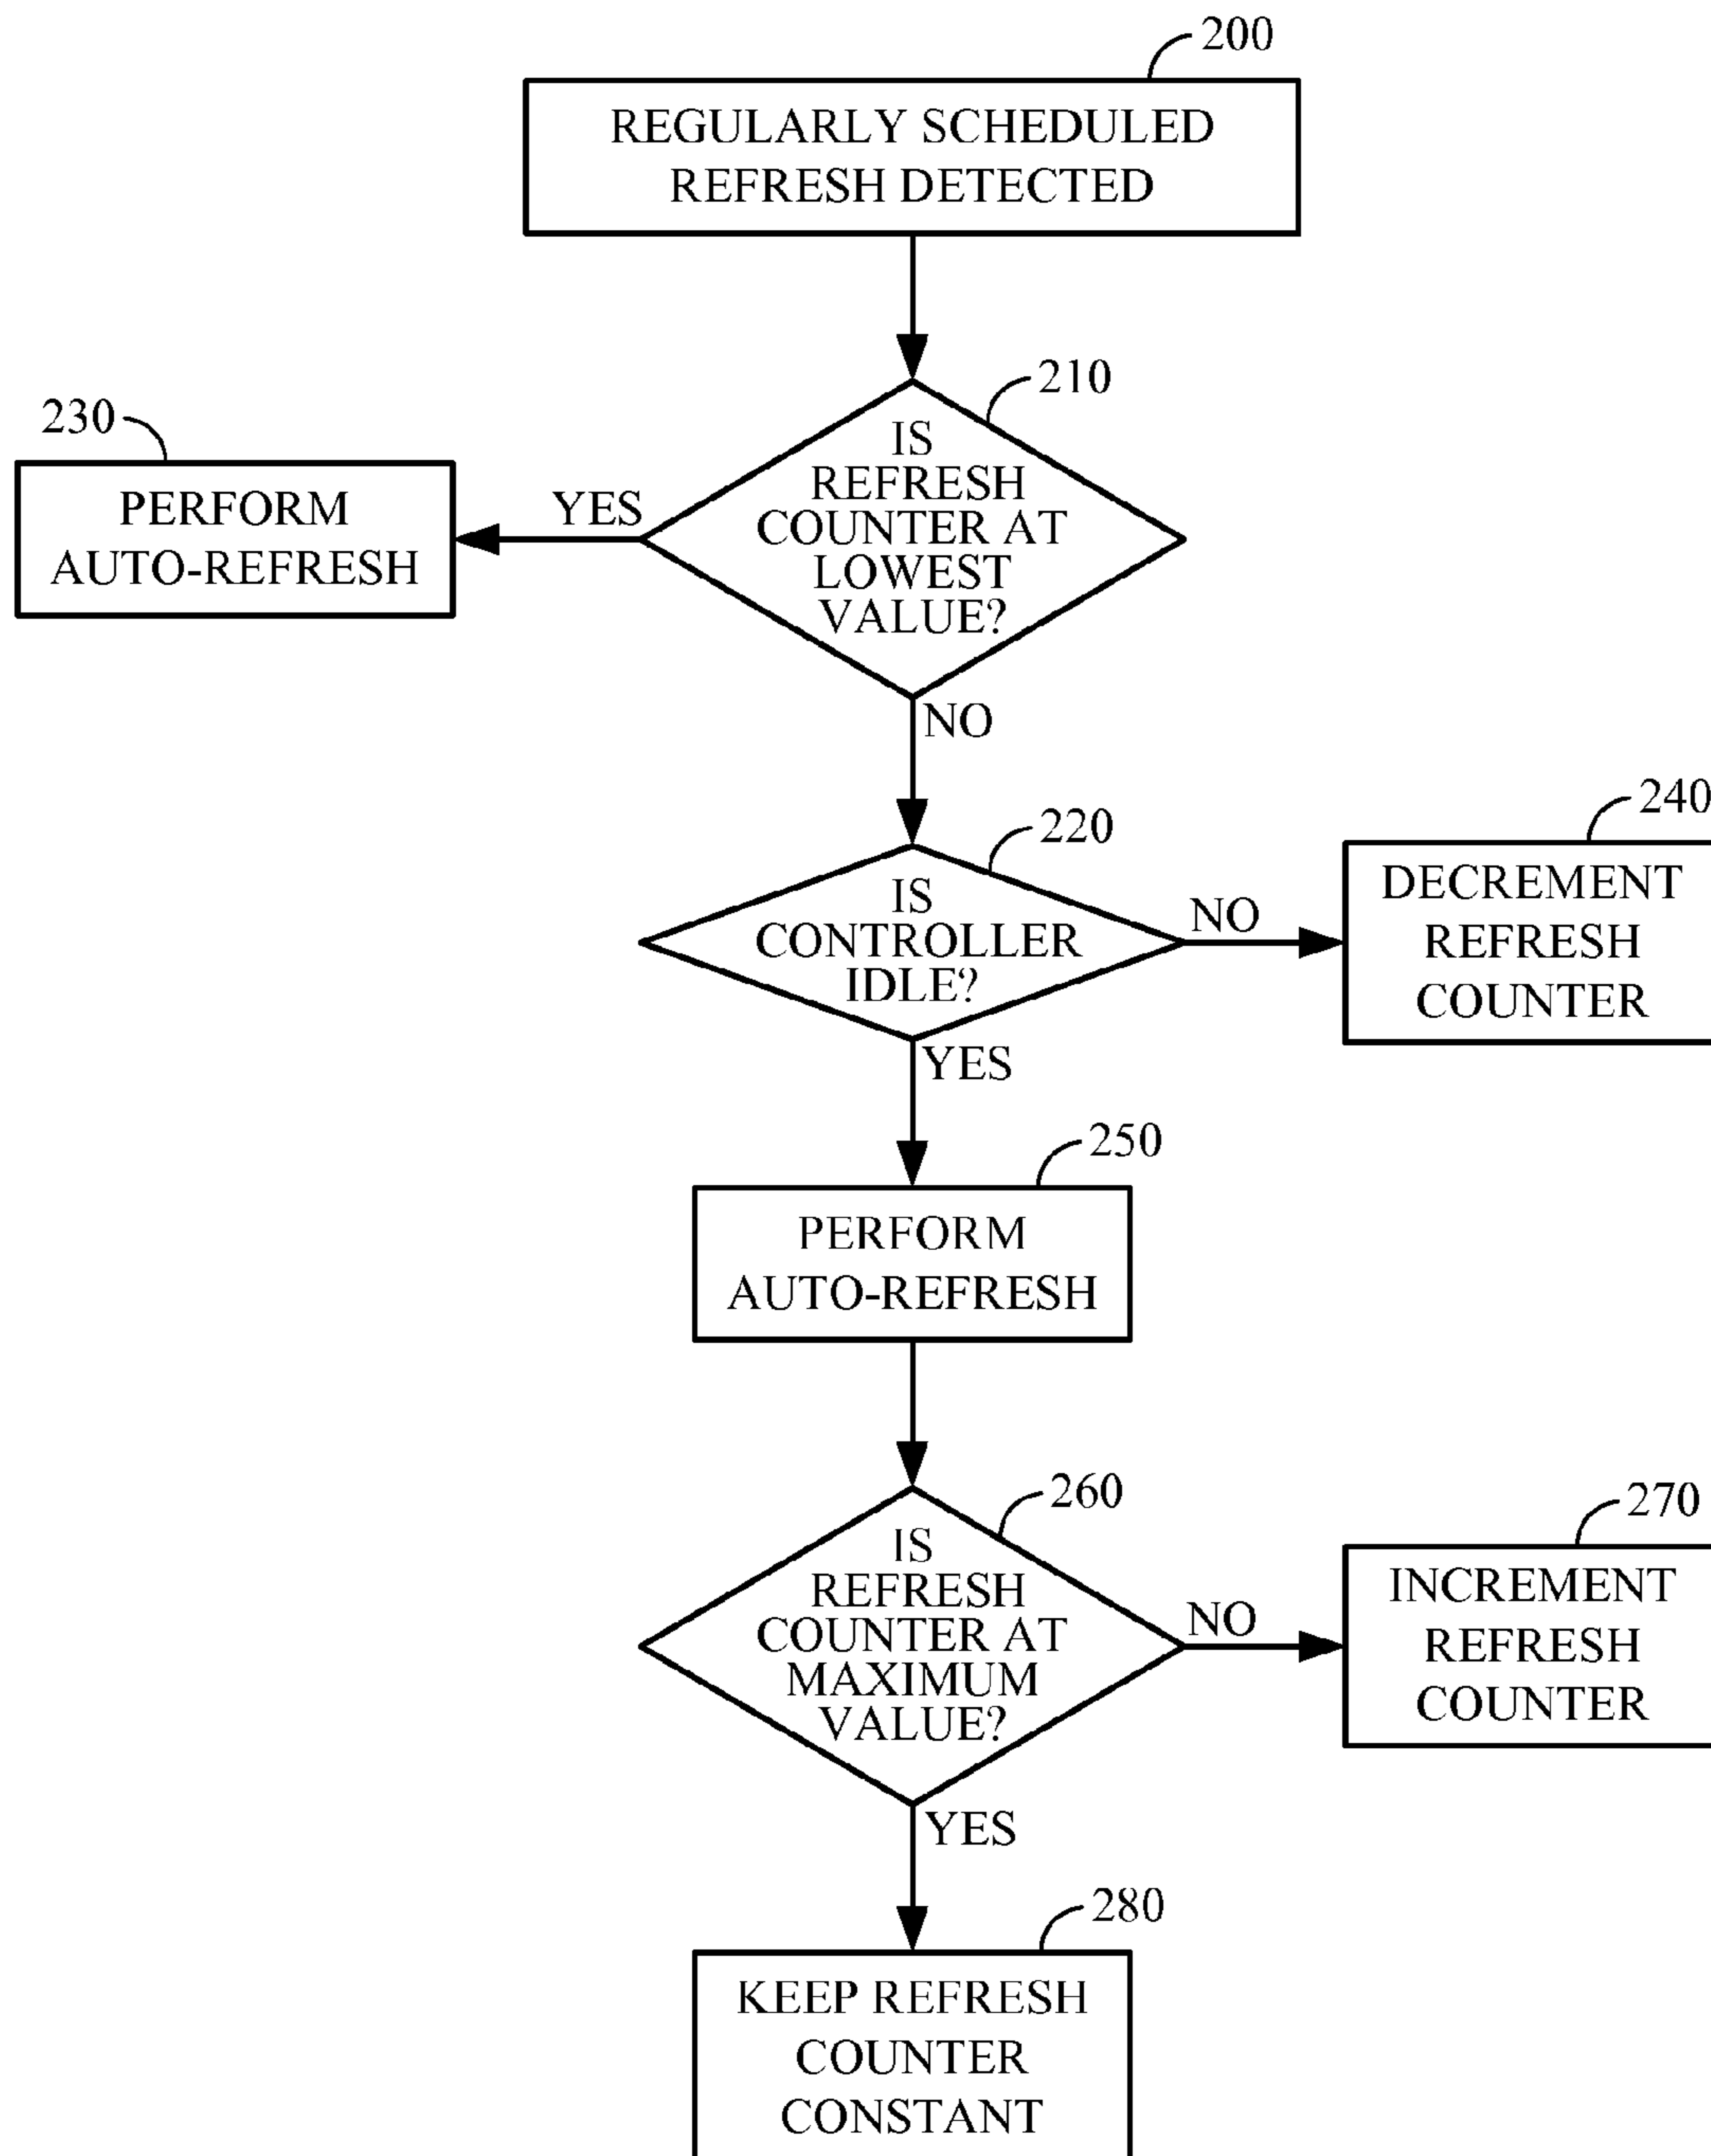 200
REGULARLY SCHEDULED
REFRESH DETECTED
210
IS
REFRESH
COUNTER AT
LOWEST
VALUE?
YES
230
PERFORM
AUTO-REFRESH
NO
220
IS
CONTROLLER
IDLE?
NO
240
DECREMENT
REFRESH
COUNTER
YES
250
PERFORM
AUTO-REFRESH
260
IS
REFRESH
COUNTER AT
MAXIMUM
VALUE?
NO
270
INCREMENT
REFRESH
COUNTER
YES
280
KEEP REFRESH
COUNTER
CONSTANT